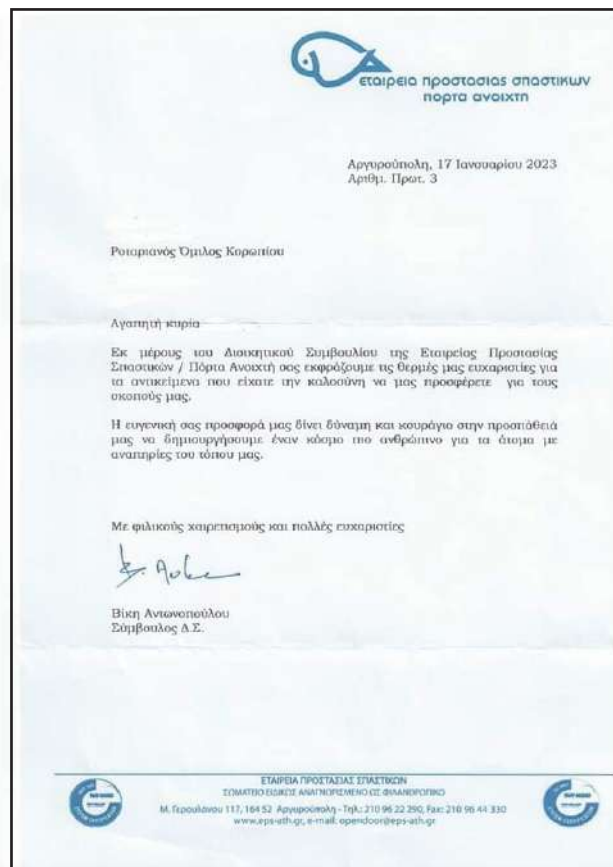 εταιρεία προστασίας σπαστικών
πόρτα ανοιχτή
Αργυρούπολη, 17 Ιανουαρίου 2023
Αριθμ. Πρωτ. 3
Ροταριανός Όμιλος Κορωπίου
Αγαπητή κυρία
Εκ μέρους του Διοικητικού Συμβουλίου της Εταιρείας Προστασίας
Σπαστικών / Πόρτα Ανοιχτή σας εκφράζουμε τις θερμές μας ευχαριστίες για
τα αντικείμενα που είχατε την καλοσύνη να μας προσφέρετε για τους
σκοπούς μας.
Η ευγενική σας προσφορά μας δίνει δύναμη και κουράγιο στην προσπάθειά
μας να δημιουργήσουμε έναν κόσμο πιο ανθρώπινο για τα άτομα με
αναπηρίες του τόπου μας.
Με φιλικούς χαιρετισμούς και πολλές ευχαριστίες
Βίκη Αντωνοπούλου
Σύμβουλος Δ.Σ.
ΕΤΑΙΡΕΙΑ ΠΡΟΣΤΑΣΙΑΣ ΣΠΑΣΤΙΚΩΝ
ΣΩΜΑΤΕΙΟ ΕΙΔΙΚΩΣ ΑΝΑΓΝΩΡΙΣΜΕΝΟ ΩΣ ΦΙΛΑΝΘΡΩΠΙΚΟ
Μ. Γερουλάνου 117, 164 52 Αργυρούπολη - Τηλ.: 210 96 22 290, Fax: 210 96 44 330
www.eps-ath.gr, e-mail: opendoor@eps-ath.gr